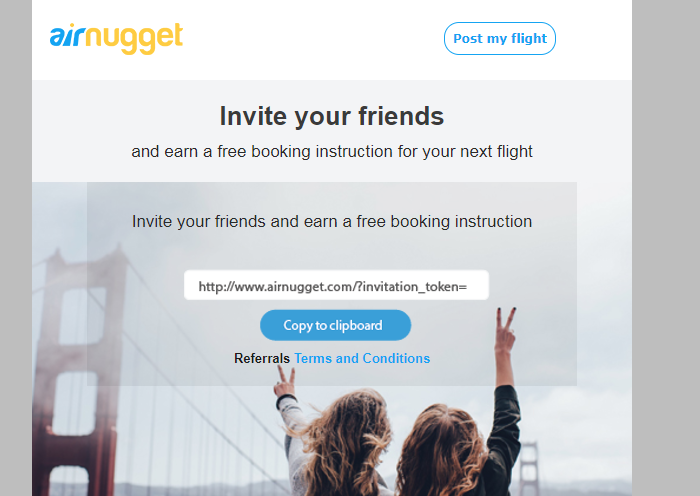 airnugget
Post my flight
Invite your friends
and earn a free booking instruction for your next flight
Invite your friends and earn a free booking instruction
http://www.airnugget.com/?invitation_token=
Copy to clipboard
Referrals Terms and Conditions